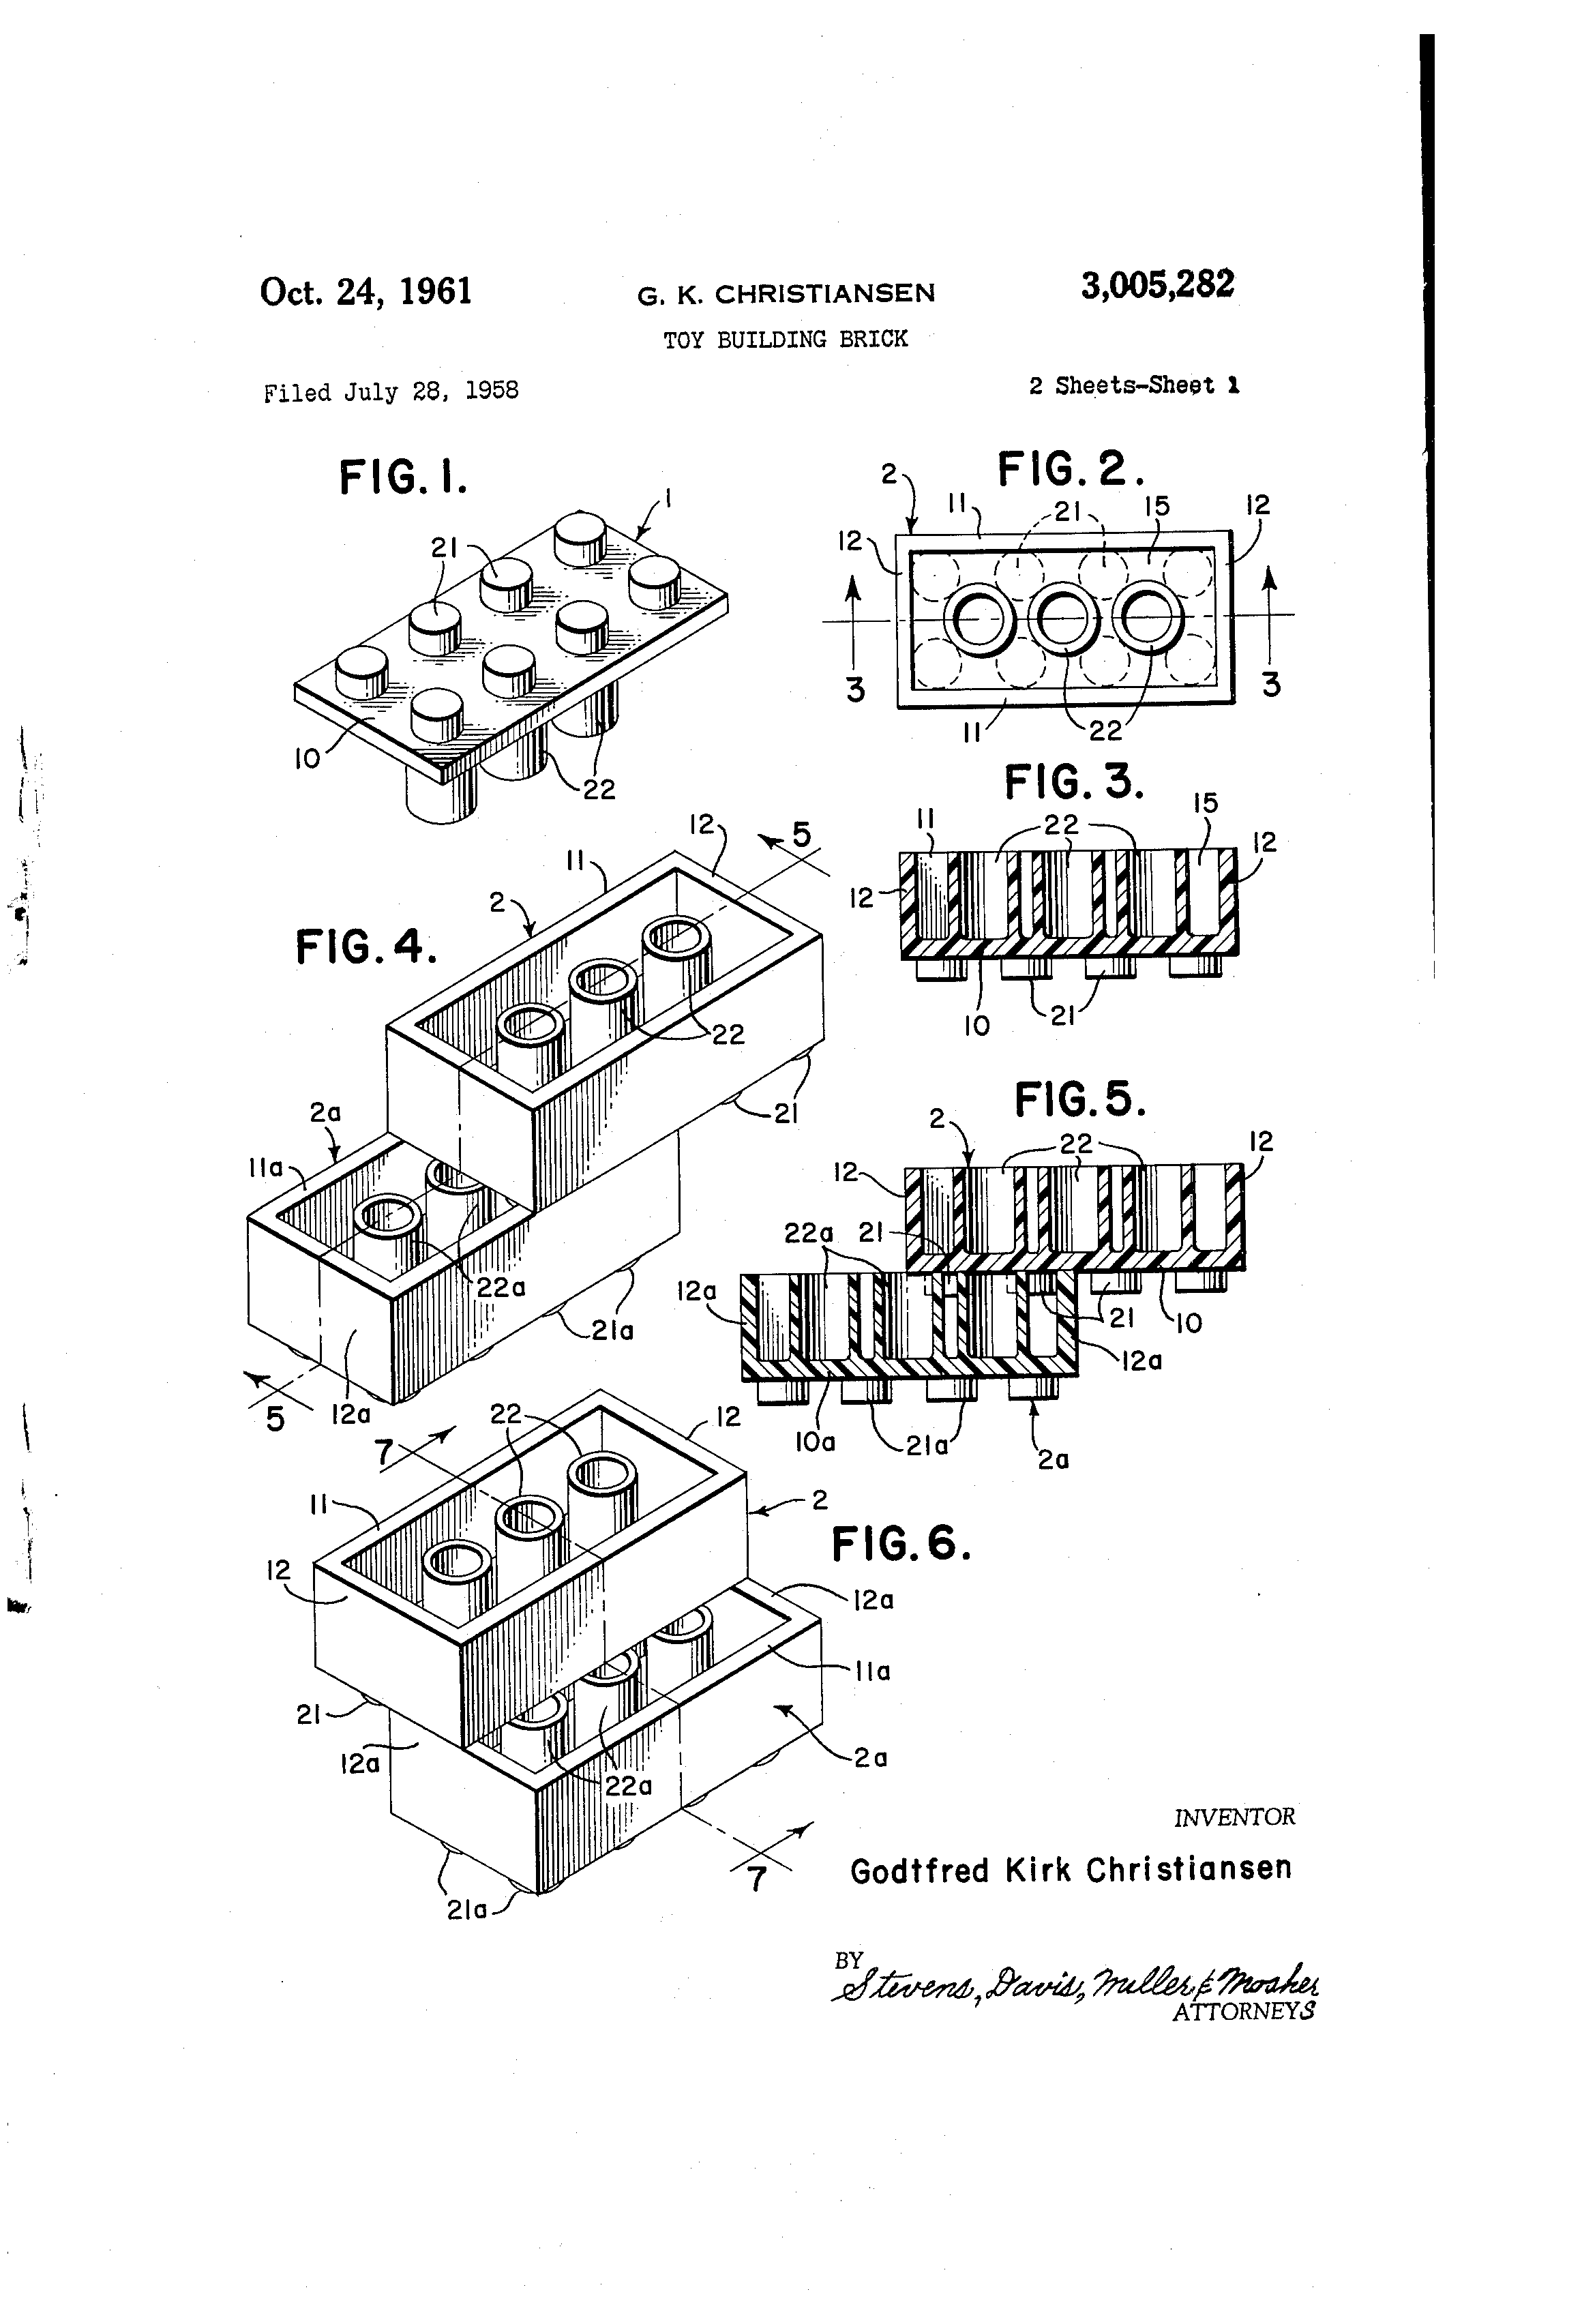 Oct. 24, 1961 G. K. CHRISTIANSEN 3,005,282
TOY BUILDING BRICK
Filed July 28, 1958 2 Sheets-Sheet 1
FIG. 1.
1
21
10
22
FIG. 2.
2
11
21
15
12
12
3
3
11
22
FIG. 3.
11
22
15
12
12
10
21
FIG. 4.
12
5
11
2
22
21
2a
11a
22a
21a
5
12a
FIG. 5.
2
22
12
12
22a
21
12a
21
10
12a
10a
21a
2a
FIG. 6.
22
12
7
11
2
12
12a
11a
21
12a
22a
2a
7
21a
INVENTOR
Godtfred Kirk Christiansen
BY
Stevens, Davis, Miller & Mosher
ATTORNEYS